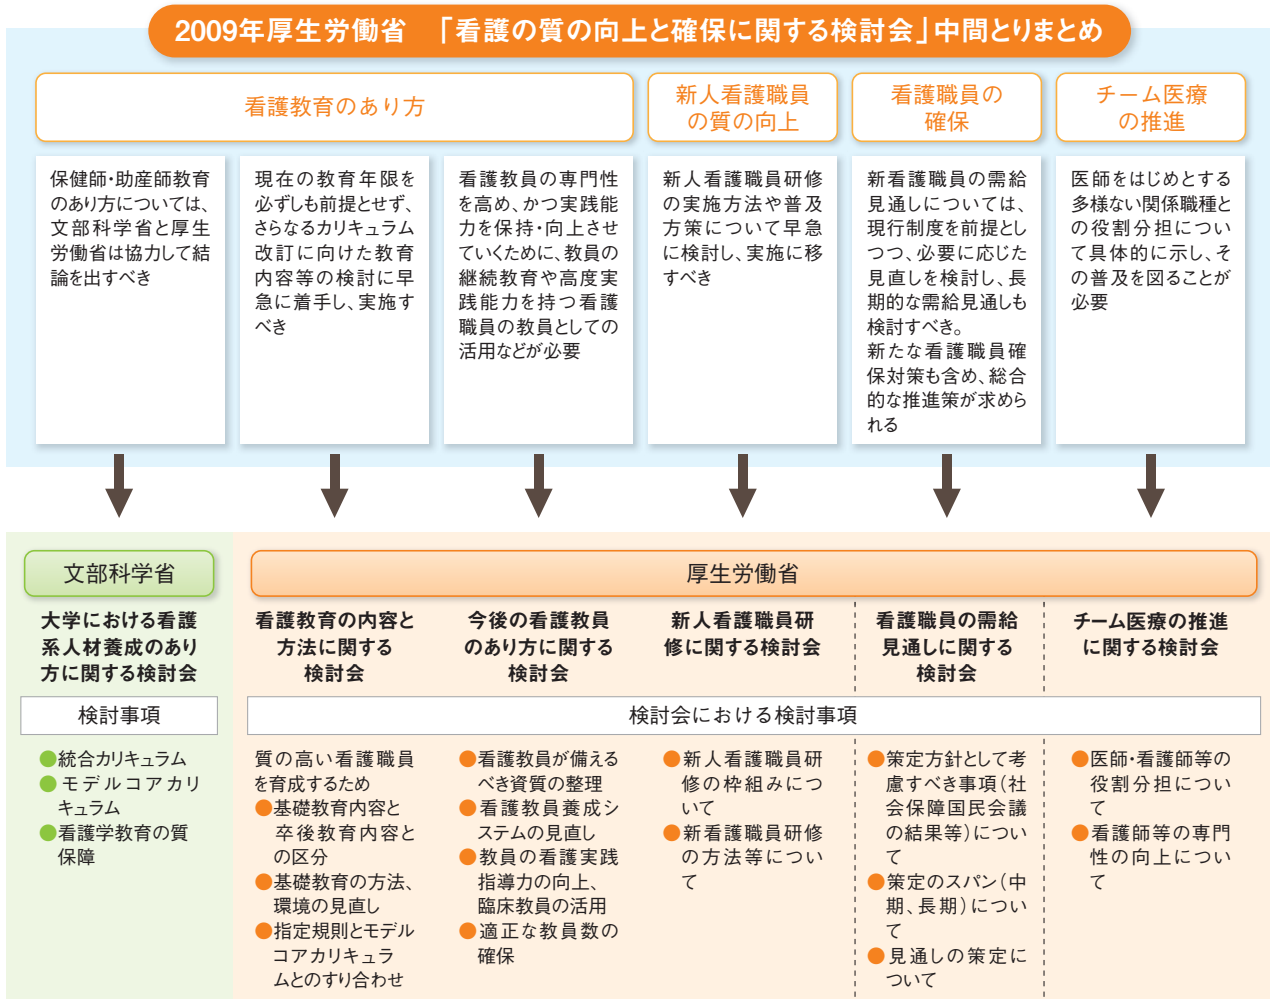 2009年厚生労働省　「看護の質の向上と確保に関する検討会」中間とりまとめ
看護教育のあり方
新人看護職員
の質の向上
看護職員の
確保
チーム医療
の推進
保健師・助産師教育
のあり方については、
文部科学省と厚生
労働省は協力して結
論を出すべき
現在の教育年限を
必ずしも前提とせず、
さらなるカリキュラム
改訂に向けた教育
内容等の検討に早
急に着手し、実施す
べき
看護教員の専門性
を高め、かつ実践能
力を保持・向上させ
ていくために、教員の
継続教育や高度実
践能力を持つ看護
職員の教員としての
活用などが必要
新人看護職員研修
の実施方法や普及
方策について早急
に検討し、実施に移
すべき
新看護職員の需給
見通しについては、
現行制度を前提とし
つつ、必要に応じた
見直しを検討し、長
期的な需給見通しも
検討すべき。
新たな看護職員確
保対策も含め、総合
的な推進策が求めら
れる
医師をはじめとする
多様ない関係職種と
の役割分担につい
て具体的に示し、そ
の普及を図ることが
必要
文部科学省
厚生労働省
大学における看護
系人材養成のあり
方に関する検討会
看護教育の内容と
方法に関する
検討会
今後の看護教員
のあり方に関する
検討会
新人看護職員研
修に関する検討会
看護職員の需給
見通しに関する
検討会
チーム医療の推進
に関する検討会
検討事項
検討会における検討事項
●統合カリキュラム
●モデルコアカリ
キュラム
●看護学教育の質
保障
質の高い看護職員
を育成するため
●基礎教育内容と
卒後教育内容と
の区分
●基礎教育の方法、
環境の見直し
●指定規則とモデル
コアカリキュラ
ムとのすり合わせ
●看護教員が備える
べき資質の整理
●看護教員養成シ
ステムの見直し
●教員の看護実践
指導力の向上、
臨床教員の活用
●適正な教員数の
確保
●新人看護職員研
修の枠組みにつ
いて
●新看護職員研修
の方法等につい
て
●策定方針として考
慮すべき事項（社
会保障国民会議
の結果等）につい
て
●策定のスパン（中
期、長期）につい
て
●見通しの策定に
ついて
●医師・看護師等の
役割分担につい
て
●看護師等の専門
性の向上につい
て